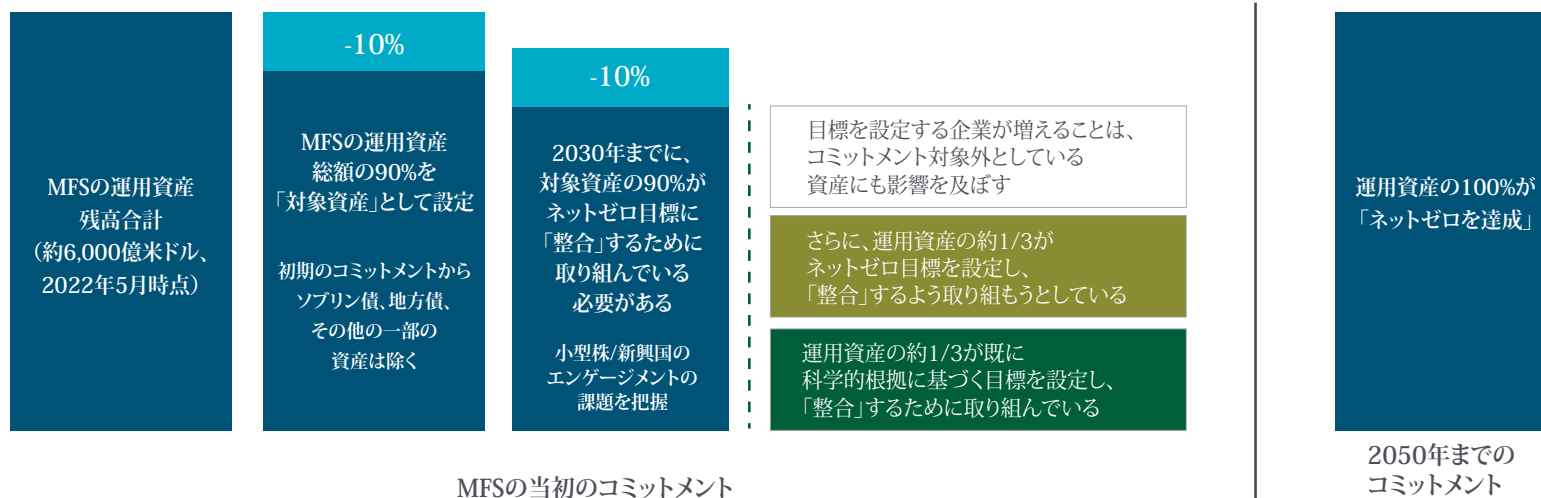 MFSの運用資産
残高合計
（約6,000億米ドル、
2022年5月時点）
-10%
MFSの運用資産
総額の90%を
「対象資産」として設定
初期のコミットメントから
ソブリン債、地方債、
その他の一部の
資産は除く
-10%
2030年までに、
対象資産の90%が
ネットゼロ目標に
「整合」するために
取り組んでいる
必要がある
小型株/新興国の
エンゲージメントの
課題を把握
目標を設定する企業が増えることは、
コミットメント対象外としている
資産にも影響を及ぼす
さらに、運用資産の約1/3が
ネットゼロ目標を設定し、
「整合」するよう取り組もうとしている
運用資産の約1/3が既に
科学的根拠に基づく目標を設定し、
「整合」するために取り組んでいる
MFSの当初のコミットメント
運用資産の100%が
「ネットゼロを達成」
2050年までの
コミットメント